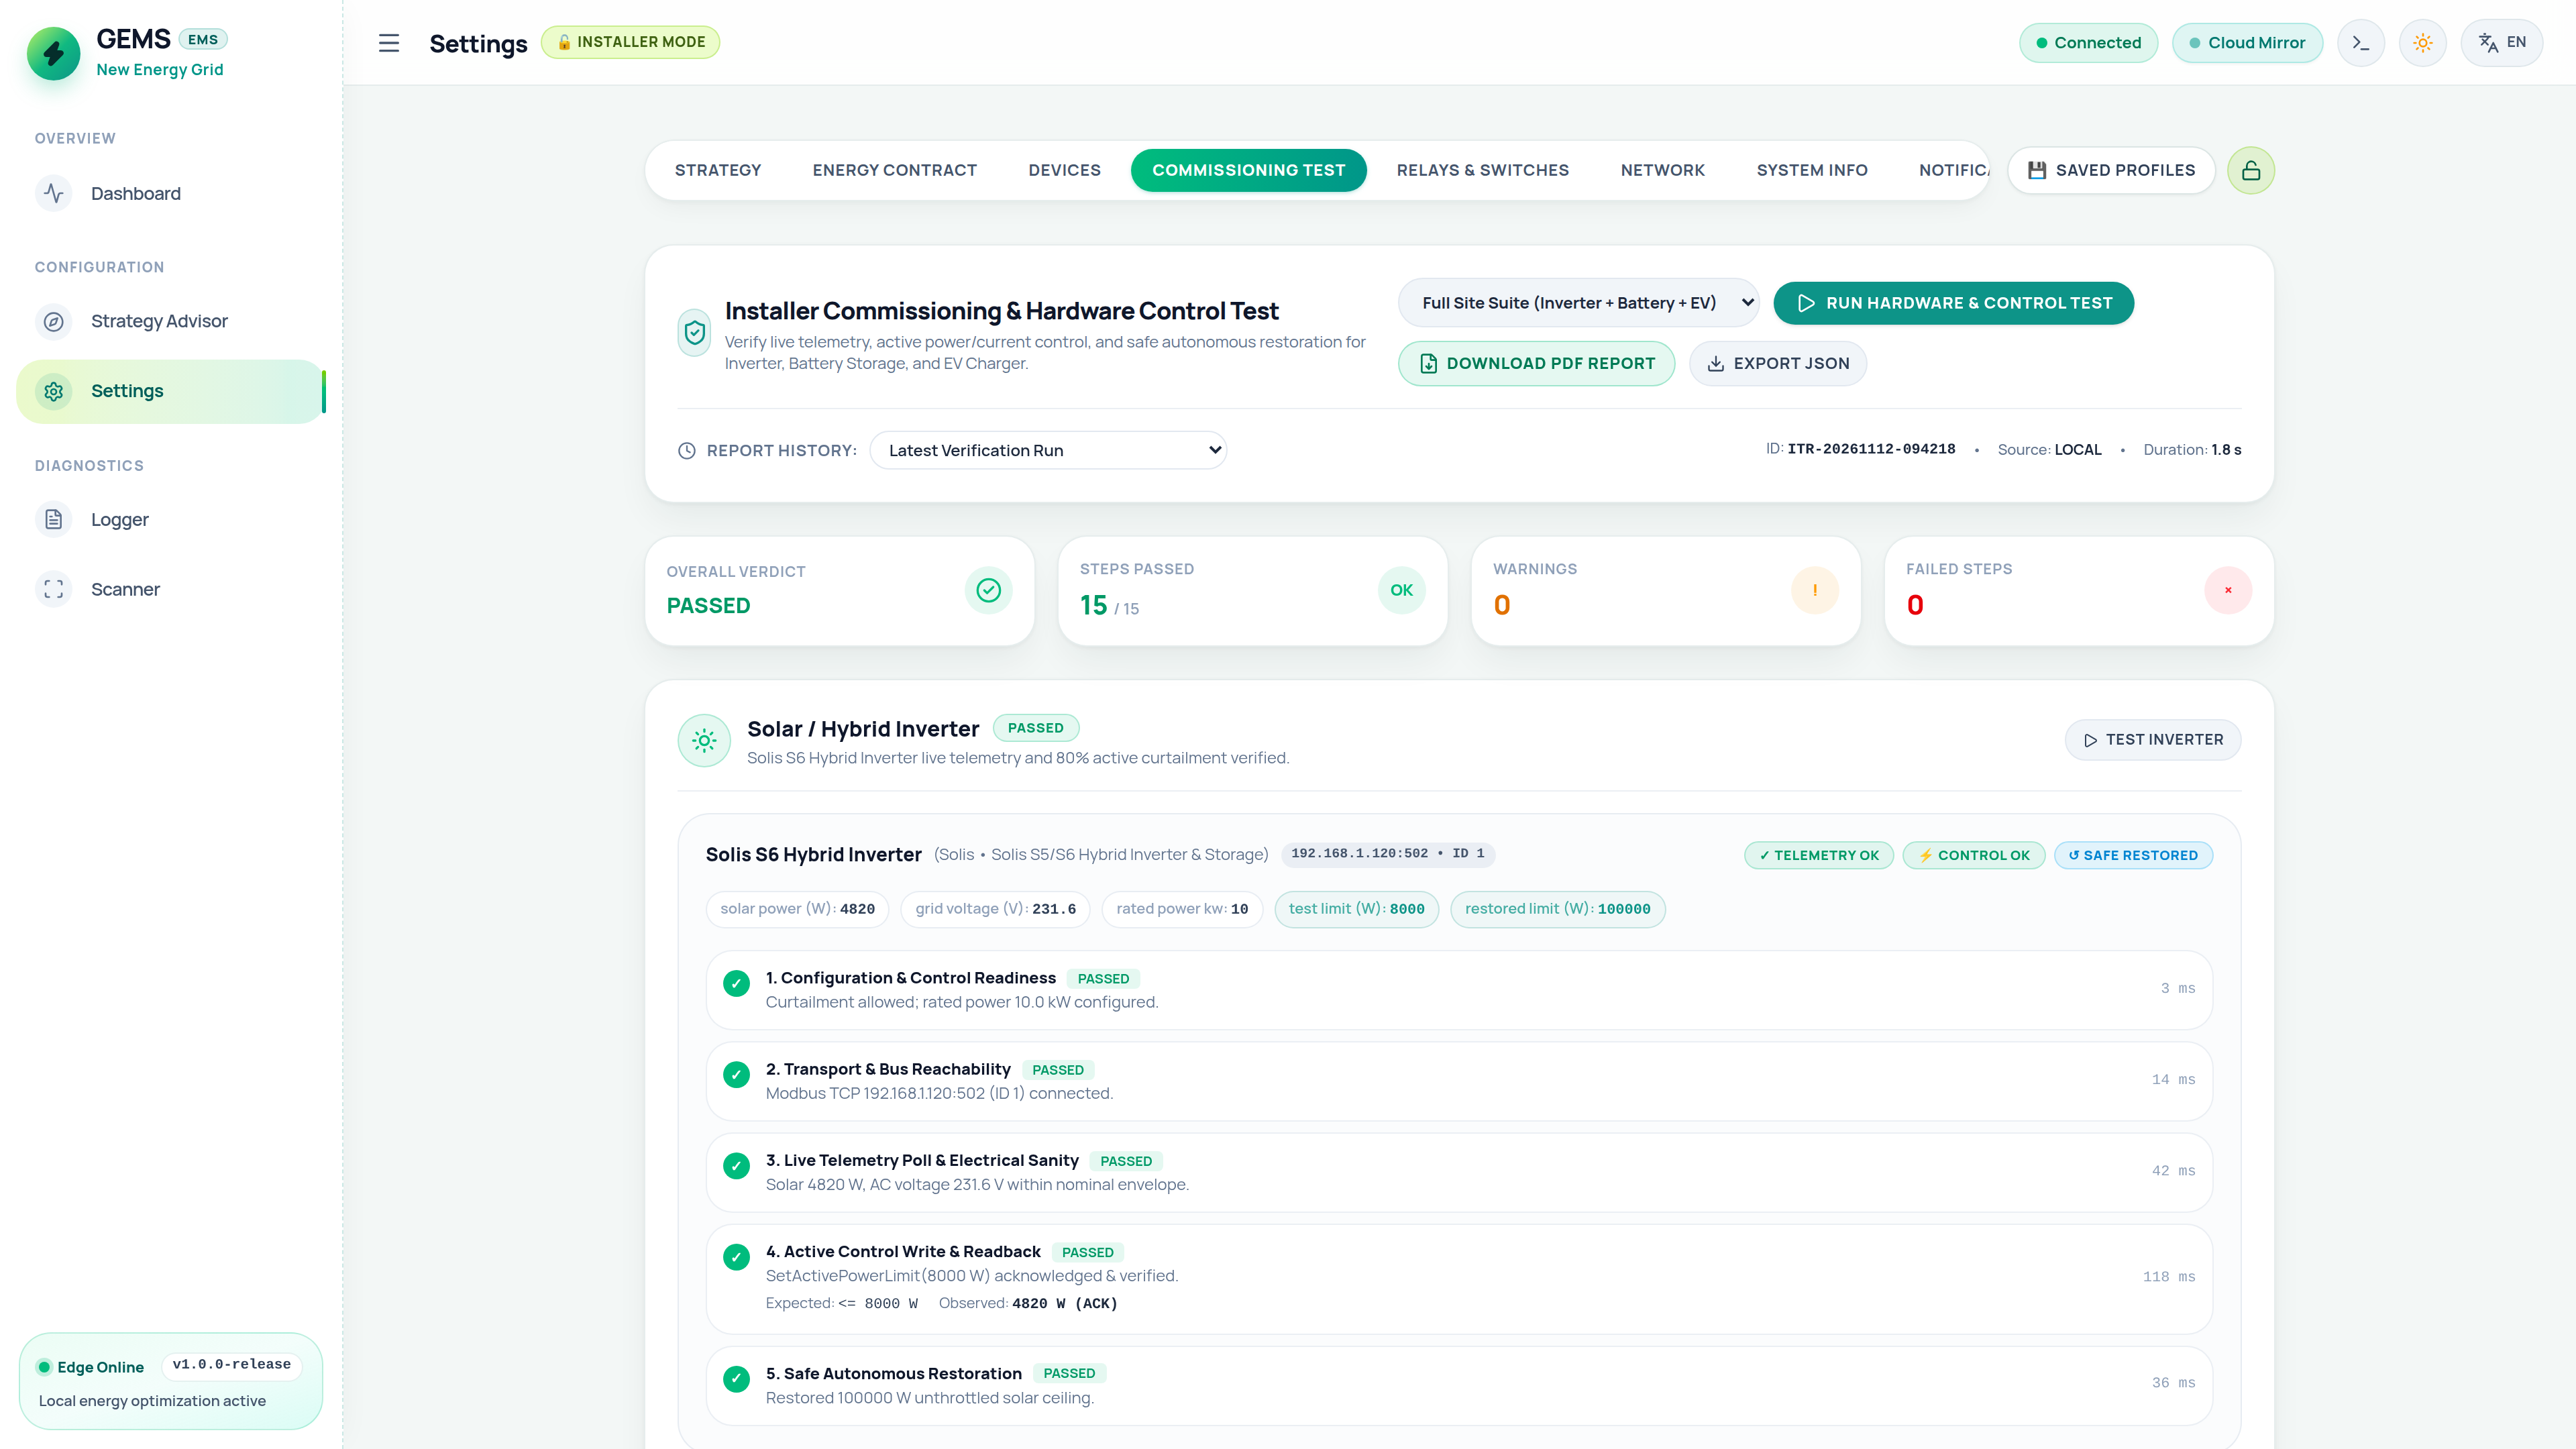 GEMS EMS
New Energy Grid
OVERVIEW
Dashboard
CONFIGURATION
Strategy Advisor
Settings
DIAGNOSTICS
Logger
Scanner
Edge Online v1.0.0-release
Local energy optimization active
Settings 🔓 INSTALLER MODE
Connected
Cloud Mirror
EN
STRATEGY ENERGY CONTRACT DEVICES COMMISSIONING TEST RELAYS & SWITCHES NETWORK SYSTEM INFO NOTIFICA
💾 SAVED PROFILES
Installer Commissioning & Hardware Control Test
Verify live telemetry, active power/current control, and safe autonomous restoration for
Inverter, Battery Storage, and EV Charger.
Full Site Suite (Inverter + Battery + EV)
RUN HARDWARE & CONTROL TEST
DOWNLOAD PDF REPORT
EXPORT JSON
REPORT HISTORY: Latest Verification Run
ID: ITR-20261112-094218 • Source: LOCAL • Duration: 1.8 s
OVERALL VERDICT
PASSED
STEPS PASSED
15 / 15
OK
WARNINGS
0
!
FAILED STEPS
0
×
Solar / Hybrid Inverter PASSED
Solis S6 Hybrid Inverter live telemetry and 80% active curtailment verified.
TEST INVERTER
Solis S6 Hybrid Inverter (Solis • Solis S5/S6 Hybrid Inverter & Storage) 192.168.1.120:502 • ID 1
✓ TELEMETRY OK ⚡ CONTROL OK ↺ SAFE RESTORED
solar power (W): 4820 grid voltage (V): 231.6 rated power kw: 10 test limit (W): 8000 restored limit (W): 100000
1. Configuration & Control Readiness PASSED
Curtailment allowed; rated power 10.0 kW configured.
3 ms
2. Transport & Bus Reachability PASSED
Modbus TCP 192.168.1.120:502 (ID 1) connected.
14 ms
3. Live Telemetry Poll & Electrical Sanity PASSED
Solar 4820 W, AC voltage 231.6 V within nominal envelope.
42 ms
4. Active Control Write & Readback PASSED
SetActivePowerLimit(8000 W) acknowledged & verified.
Expected: <= 8000 W Observed: 4820 W (ACK)
118 ms
5. Safe Autonomous Restoration PASSED
Restored 100000 W unthrottled solar ceiling.
36 ms